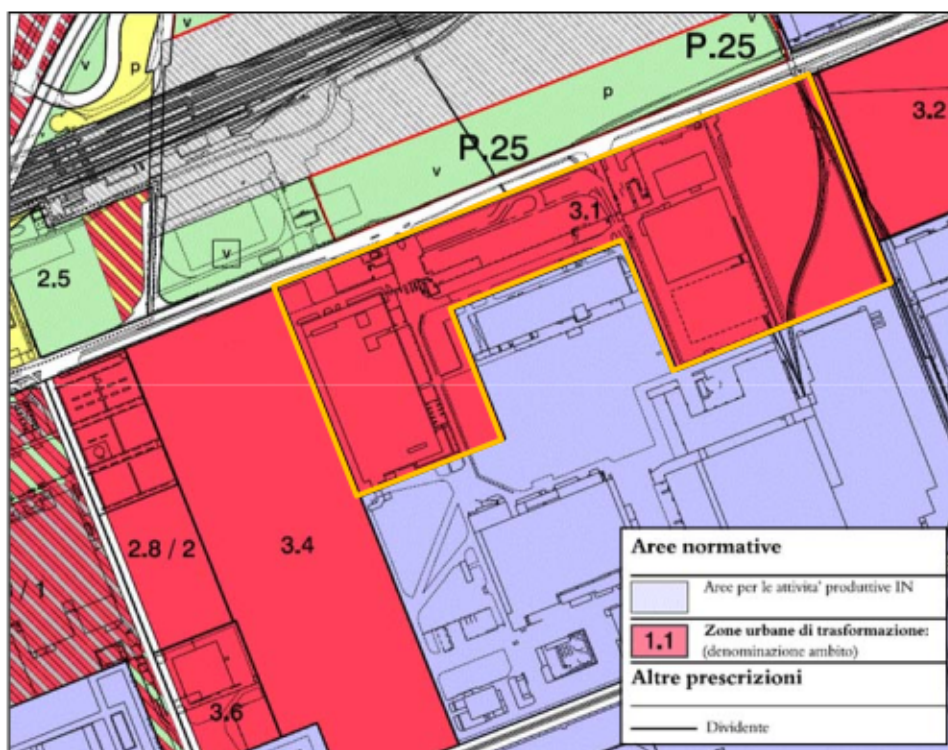 v
P.25
v
p
p
3.2
P.25
v
v
3.1
v
2.5
2.8 / 2
3.4
/ 1
3.6
Aree normative
Aree per le attivita' produttive IN
1.1 Zone urbane di trasformazione:
(denominazione ambito)
Altre prescrizioni
Dividente